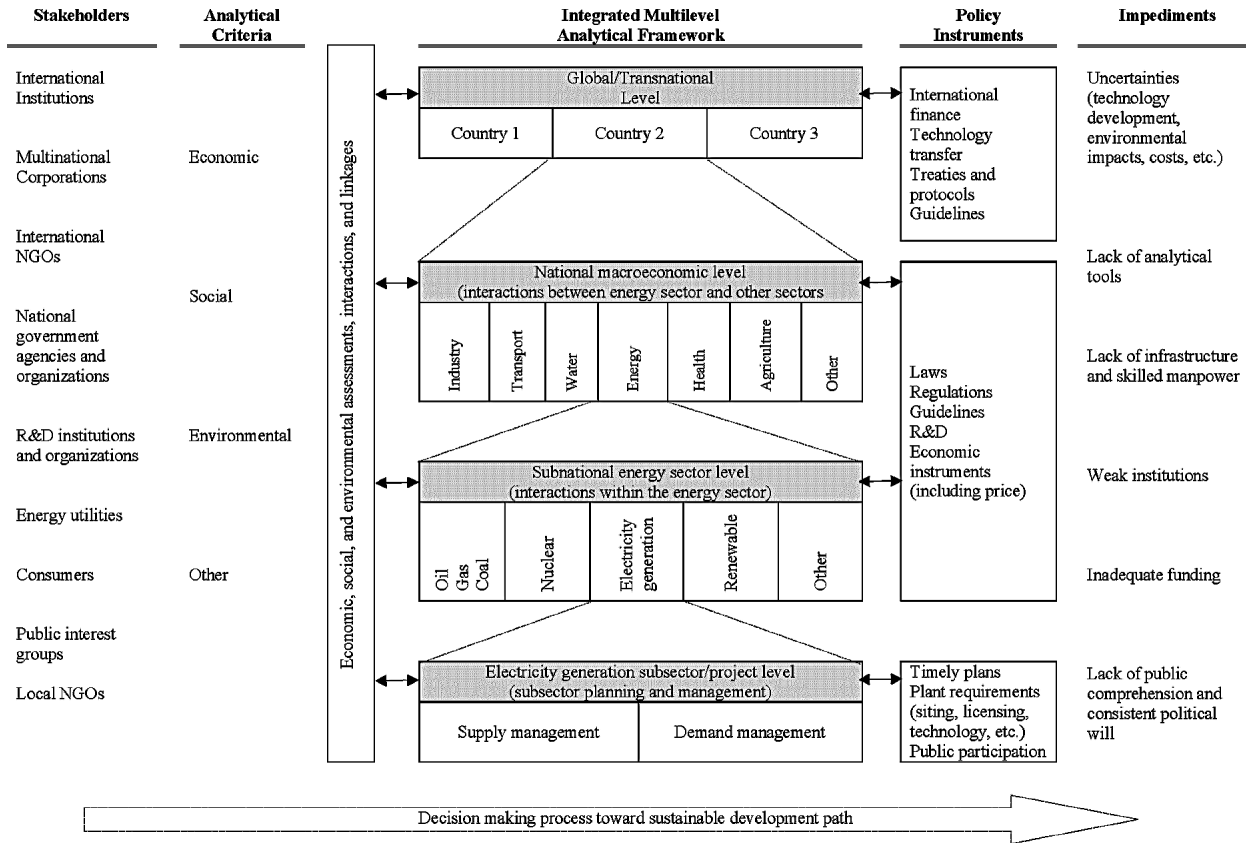 Stakeholders
International
Institutions
Multinational
Corporations
International
NGOs
National
government
agencies and
organizations
R&D institutions
and organizations
Energy utilities
Consumers
Public interest
groups
Local NGOs
Analytical
Criteria
Economic
Social
Environmental
Other
Economic, social, and environmental assessments, interactions, and linkages
Integrated Multilevel
Analytical Framework
Global/Transnational
Level
Country 1
Country 2
Country 3
National macroeconomic level
(interactions between energy sector and other sectors
Industry
Transport
Water
Energy
Health
Agriculture
Other
Subnational energy sector level
(interactions within the energy sector)
Oil
Gas
Coal
Nuclear
Electricity
generation
Renewable
Other
Electricity generation subsector/project level
(subsector planning and management)
Supply management
Demand management
Policy
Instruments
International
finance
Technology
transfer
Treaties and
protocols
Guidelines
Laws
Regulations
Guidelines
R&D
Economic
instruments
(including price)
Timely plans
Plant requirements
(siting, licensing,
technology, etc.)
Public participation
Impediments
Uncertainties
(technology
development,
environmental
impacts, costs, etc.)
Lack of analytical
tools
Lack of infrastructure
and skilled manpower
Weak institutions
Inadequate funding
Lack of public
comprehension and
consistent political
will
Decision making process toward sustainable development path